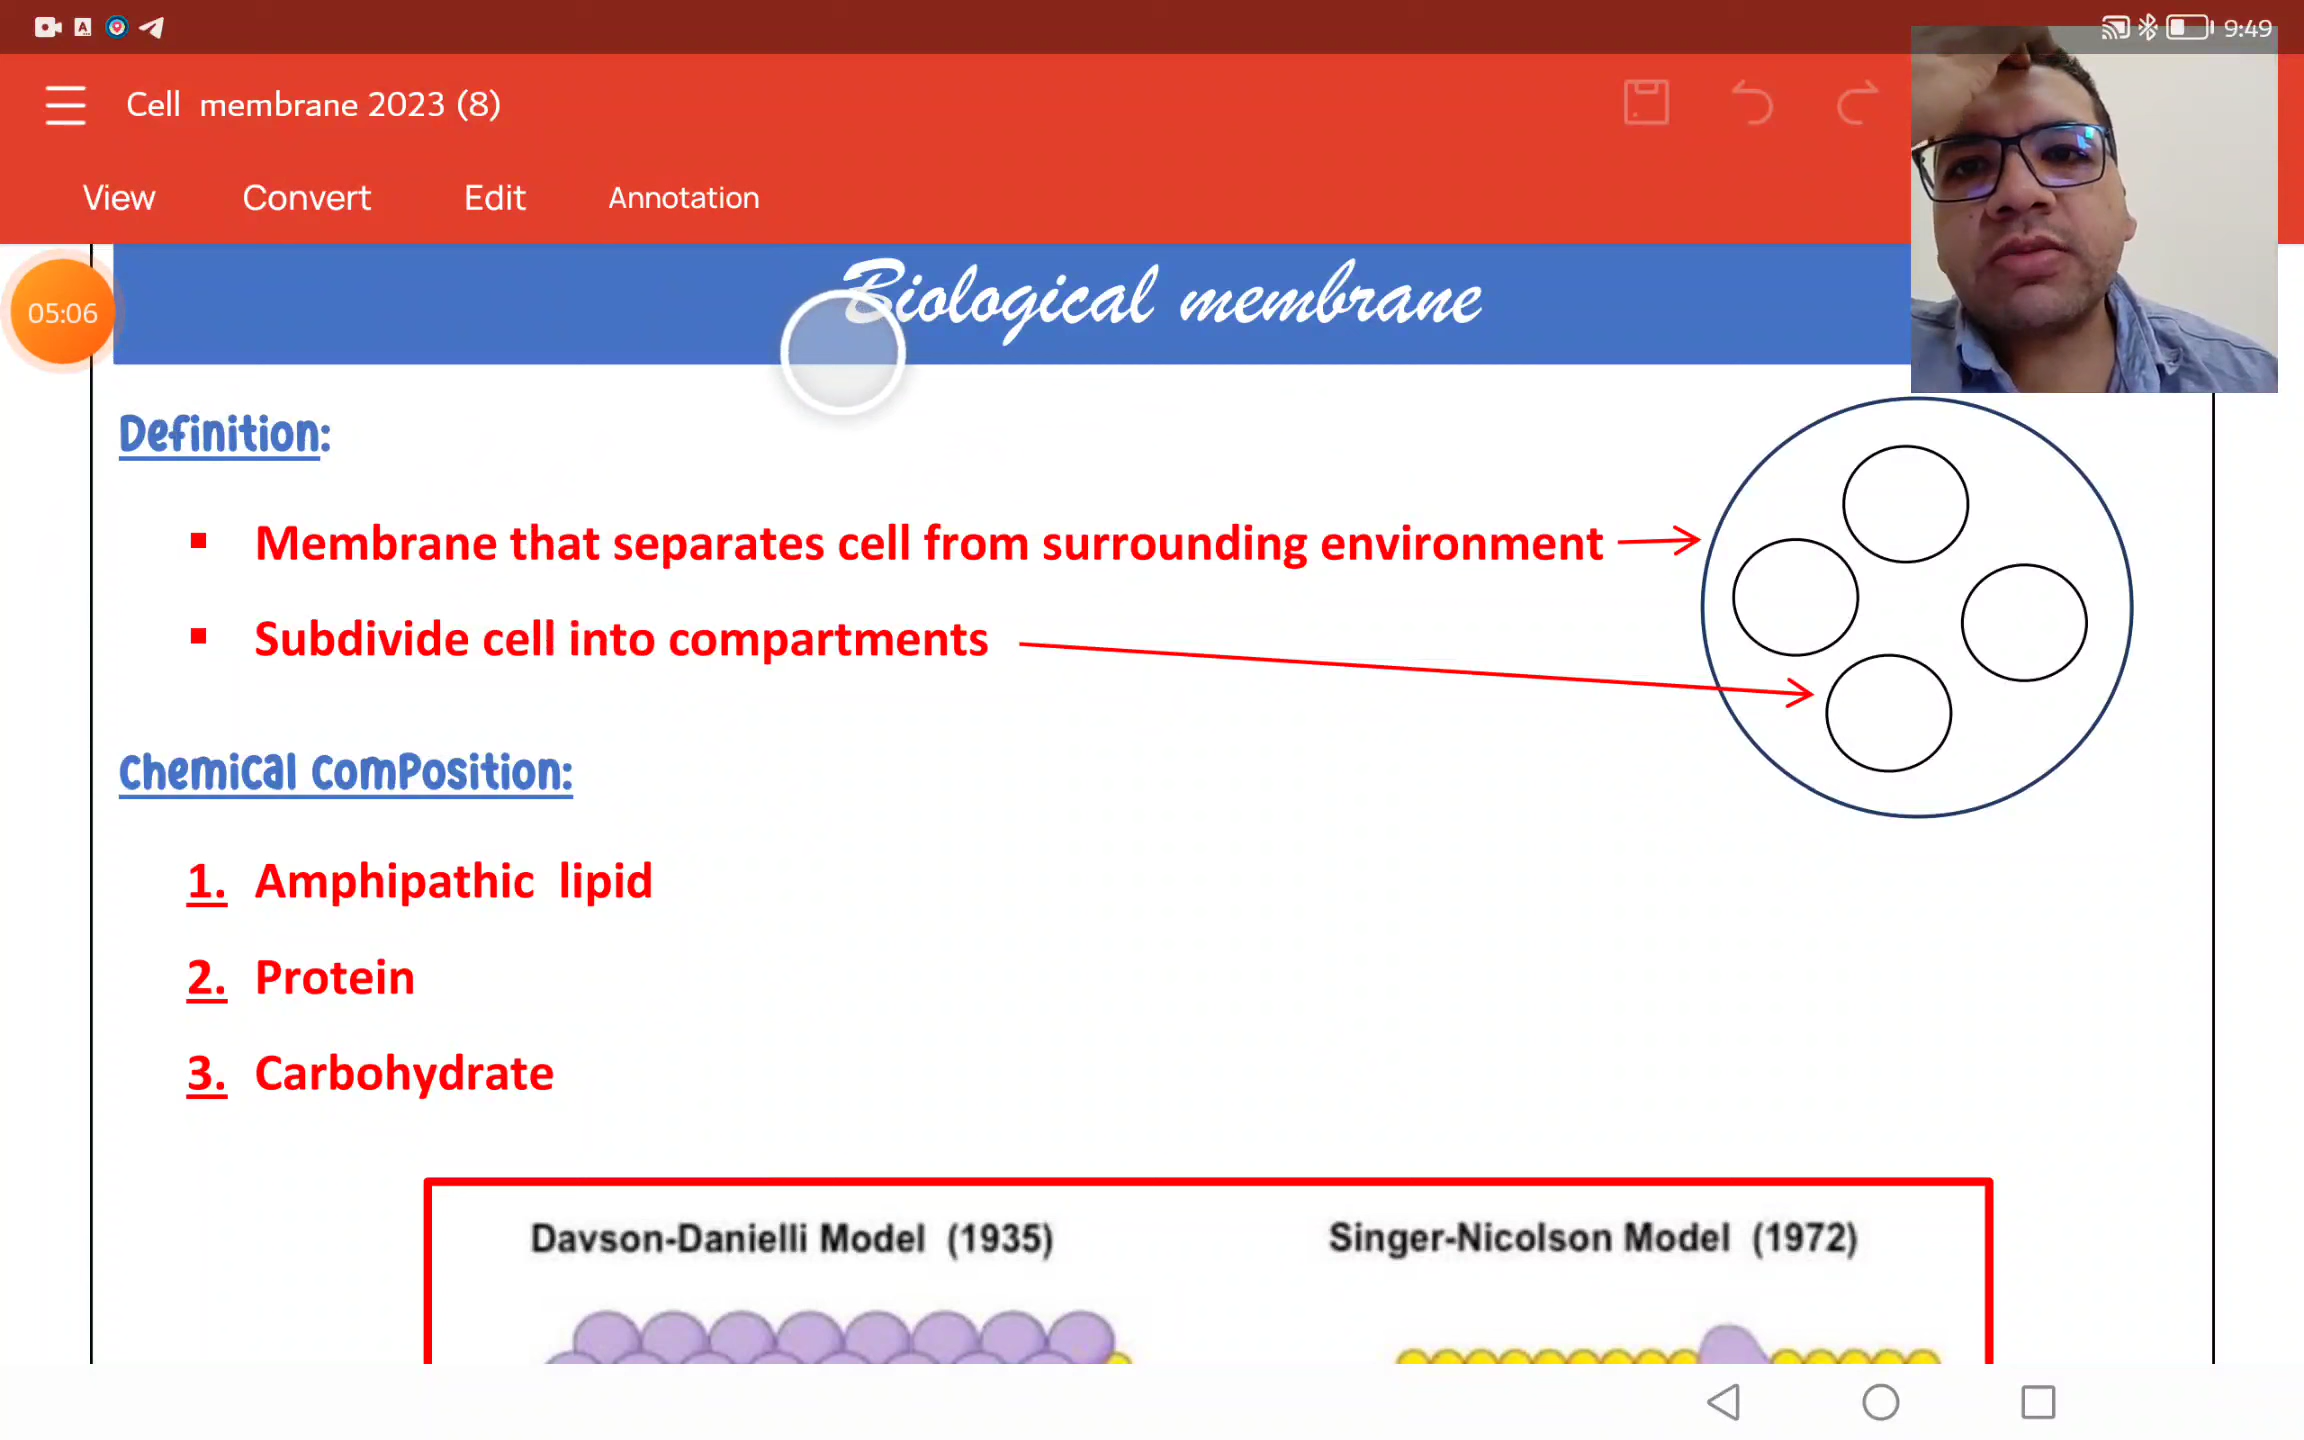 9:49
Cell membrane 2023 (8)
View Convert Edit Annotation
05:06
Biological membrane
Definition:
▪ Membrane that separates cell from surrounding environment
▪ Subdivide cell into compartments
Chemical ComPosition:
1. Amphipathic lipid
2. Protein
3. Carbohydrate
Davson-Danielli Model (1935) Singer-Nicolson Model (1972)